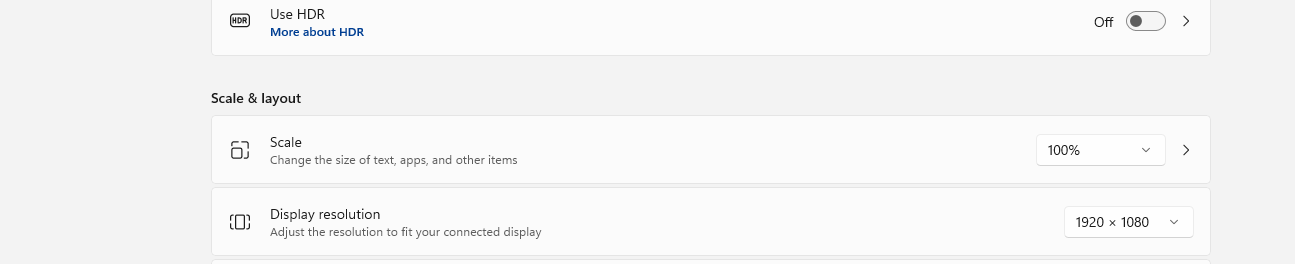 HDR
Use HDR
More about HDR
Off
Scale & layout
Scale
Change the size of text, apps, and other items
100%
Display resolution
Adjust the resolution to fit your connected display
1920 × 1080